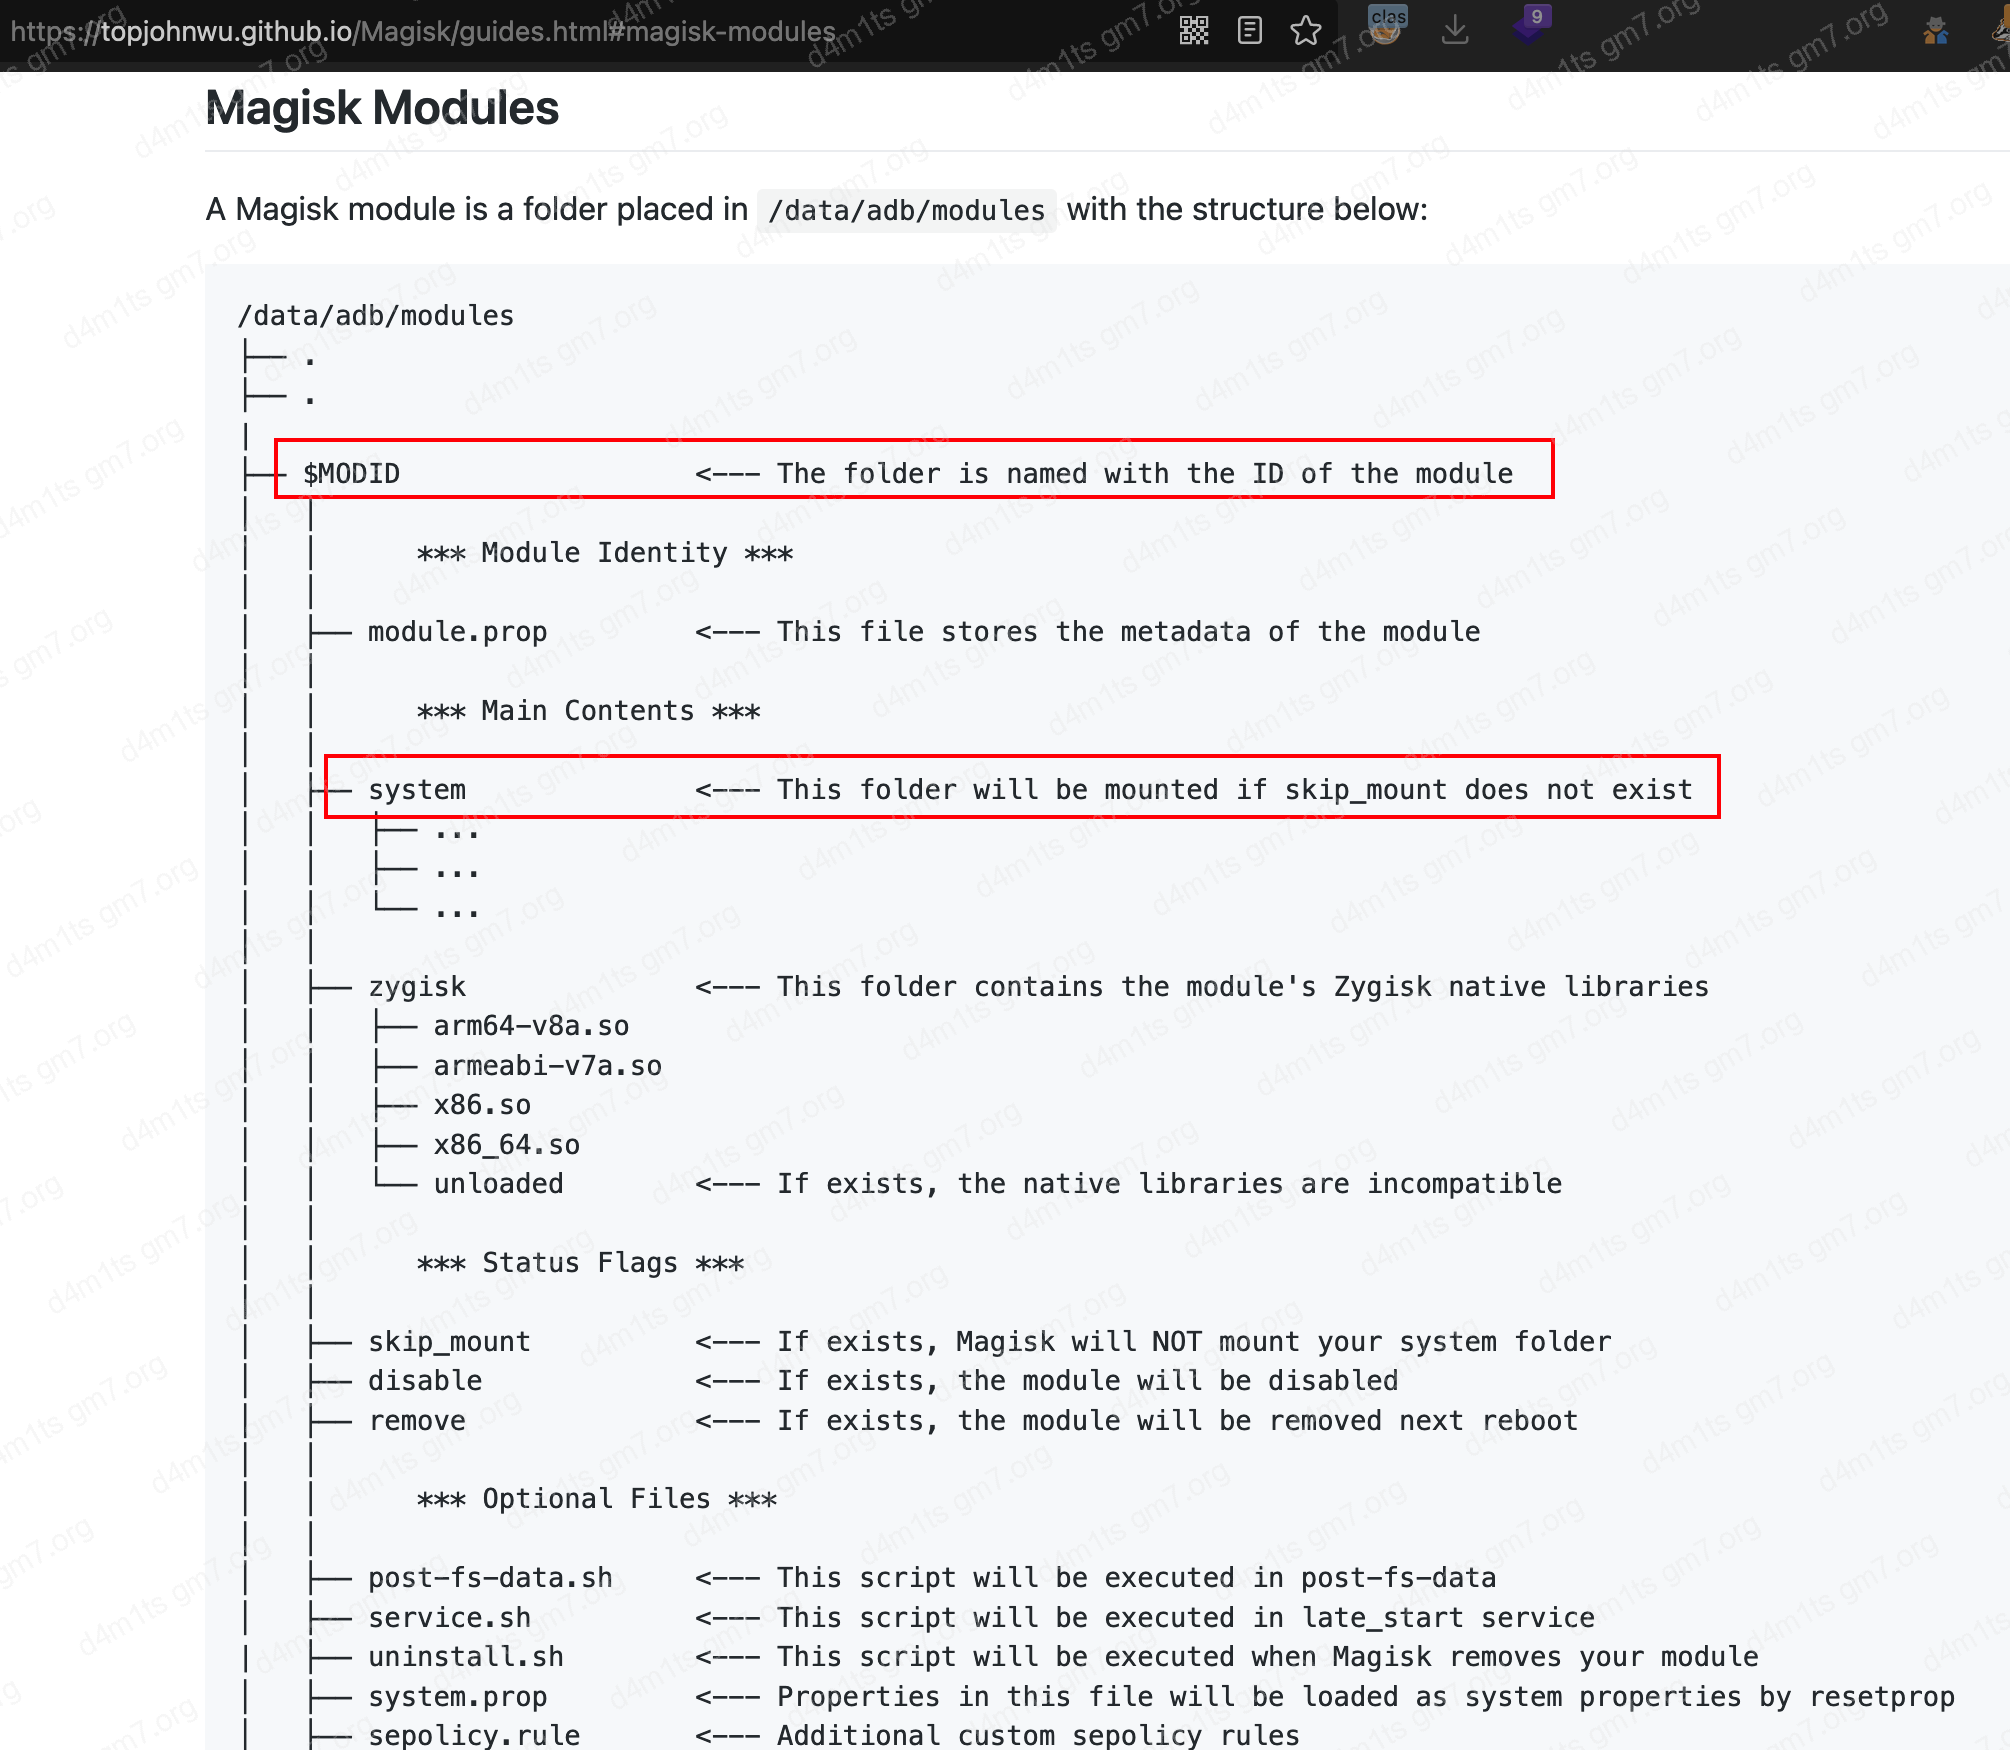 https://topjohnwu.github.io/Magisk/guides.html#magisk-modules
clas
9
Magisk Modules
A Magisk module is a folder placed in /data/adb/modules with the structure below:
/data/adb/modules
├── .
├── .
|
├── $MODID <--- The folder is named with the ID of the module
│ │
│ │ *** Module Identity ***
│ │
│ ├── module.prop <--- This file stores the metadata of the module
│ │
│ │ *** Main Contents ***
│ │
│ ├── system <--- This folder will be mounted if skip_mount does not exist
│ │ ├── ...
│ │ ├── ...
│ │ └── ...
│ │
│ ├── zygisk <--- This folder contains the module's Zygisk native libraries
│ │ ├── arm64-v8a.so
│ │ ├── armeabi-v7a.so
│ │ ├── x86.so
│ │ ├── x86_64.so
│ │ └── unloaded <--- If exists, the native libraries are incompatible
│ │
│ │ *** Status Flags ***
│ │
│ ├── skip_mount <--- If exists, Magisk will NOT mount your system folder
│ ├── disable <--- If exists, the module will be disabled
│ ├── remove <--- If exists, the module will be removed next reboot
│ │
│ │ *** Optional Files ***
│ │
│ ├── post-fs-data.sh <--- This script will be executed in post-fs-data
│ ├── service.sh <--- This script will be executed in late_start service
| ├── uninstall.sh <--- This script will be executed when Magisk removes your module
│ ├── system.prop <--- Properties in this file will be loaded as system properties by resetprop
│ ├── sepolicy.rule <--- Additional custom sepolicy rules
d4m1ts gm7.org